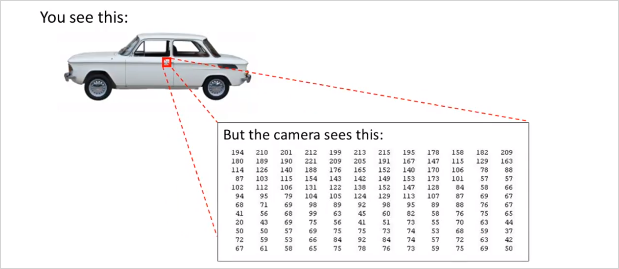 You see this:
But the camera sees this:
194 210 201 212 199 213 215 195 178 158 182 209
180 189 190 221 209 205 191 167 147 115 129 163
114 126 140 188 176 165 152 140 170 106 78 88
87 103 115 154 143 142 149 153 173 101 57 57
102 112 106 131 122 138 152 147 128 84 58 66
94 95 79 104 105 124 129 113 107 87 69 67
68 71 69 98 89 92 98 95 89 88 76 67
41 56 68 99 63 45 60 82 58 76 75 65
20 43 69 75 56 41 51 73 55 70 63 44
50 50 57 69 75 75 73 74 53 68 59 37
72 59 53 66 84 92 84 74 57 72 63 42
67 61 58 65 75 78 76 73 59 75 69 50